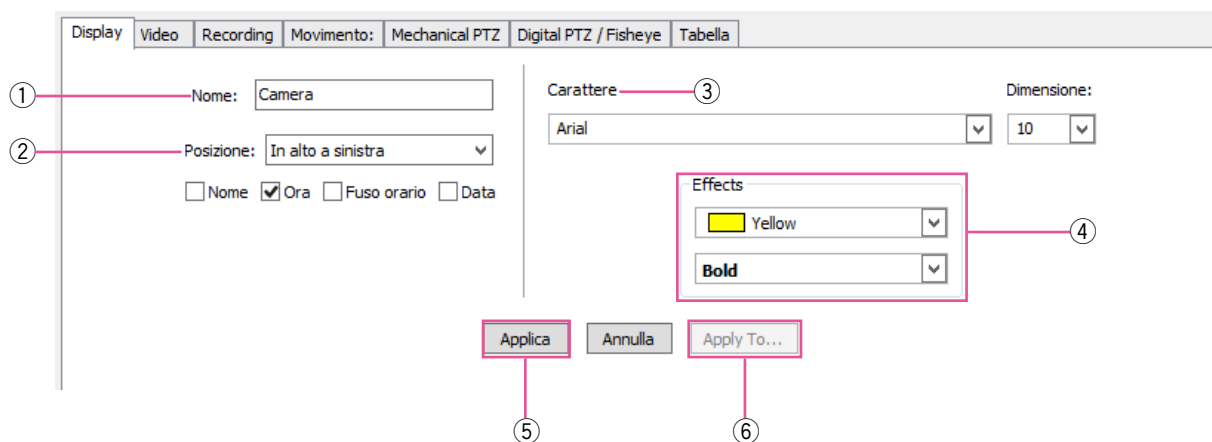 Display Video Recording Movimento: Mechanical PTZ Digital PTZ / Fisheye Tabella
① Nome: Camera
② Posizione: In alto a sinistra
Nome Ora Fuso orario Data
Carattere ③ Dimensione:
Arial 10
Effects
Yellow ④
Bold
Applica Annulla Apply To...
⑤ ⑥